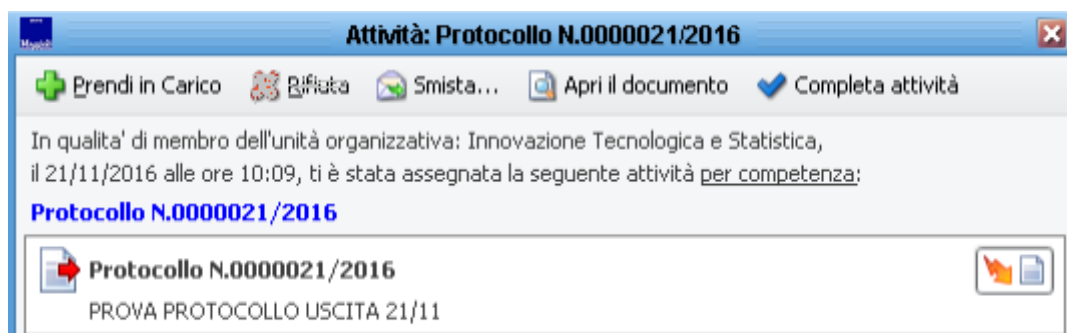 Attività: Protocollo N.0000021/2016
Prendi in Carico Rifiuta Smista... Apri il documento Completa attività
In qualita' di membro dell'unità organizzativa: Innovazione Tecnologica e Statistica,
il 21/11/2016 alle ore 10:09, ti è stata assegnata la seguente attività per competenza:
Protocollo N.0000021/2016
Protocollo N.0000021/2016
PROVA PROTOCOLLO USCITA 21/11